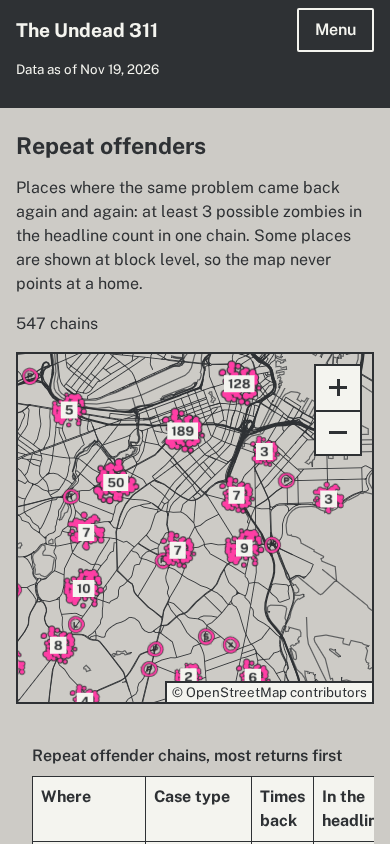 The Undead 311
Menu
Data as of Nov 19, 2026
Repeat offenders
Places where the same problem came back
again and again: at least 3 possible zombies in
the headline count in one chain. Some places
are shown at block level, so the map never
points at a home.
547 chains
128
5
189
3
50
7
3
7
7
9
10
8
2
6
+
−
© OpenStreetMap contributors
Repeat offender chains, most returns first
Where
Case type
Times
back
In the